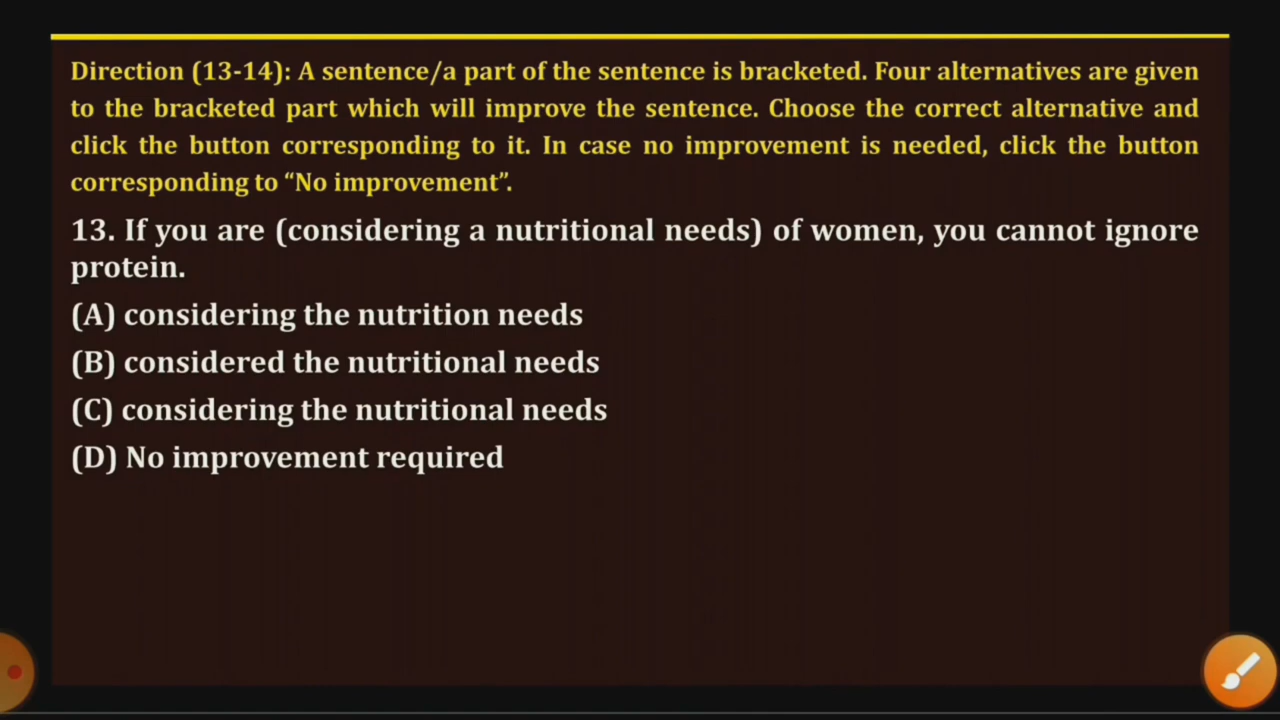 Direction (13-14): A sentence/a part of the sentence is bracketed. Four alternatives are given
to the bracketed part which will improve the sentence. Choose the correct alternative and
click the button corresponding to it. In case no improvement is needed, click the button
corresponding to “No improvement”.
13. If you are (considering a nutritional needs) of women, you cannot ignore
protein.
(A) considering the nutrition needs
(B) considered the nutritional needs
(C) considering the nutritional needs
(D) No improvement required